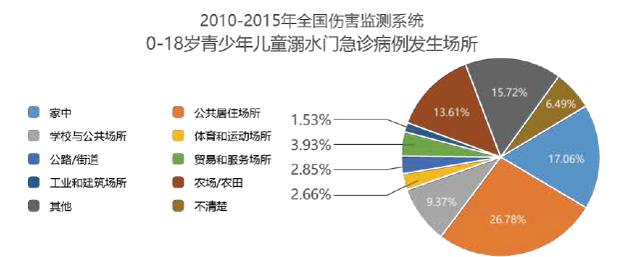 2010-2015年全国伤害监测系统
0-18岁青少年儿童溺水门急诊病例发生场所
家中
公共居住场所
学校与公共场所
体育和运动场所
公路/街道
贸易和服务场所
工业和建筑场所
农场/农田
其他
不清楚
1.53%
3.93%
2.85%
2.66%
13.61%
15.72%
6.49%
17.06%
26.78%
9.37%